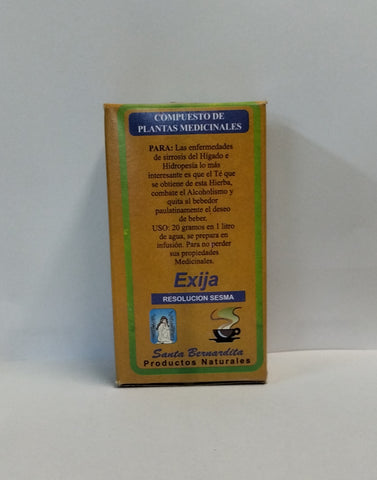 COMPUESTO DE
PLANTAS MEDICINALES
PARA: Las enfermedades
de sirrosis del Hígado e
Hidropesía lo más
interesante es que el Té que
se obtiene de esta Hierba,
combate el Alcoholismo y
quita al bebedor
paulatinamente el deseo
de beber.
USO: 20 gramos en 1 litro
de agua, se prepara en
infusión. Para no perder
sus propiedades
Medicinales.
Exija
RESOLUCION SESMA
Santa Bernardita
Productos Naturales